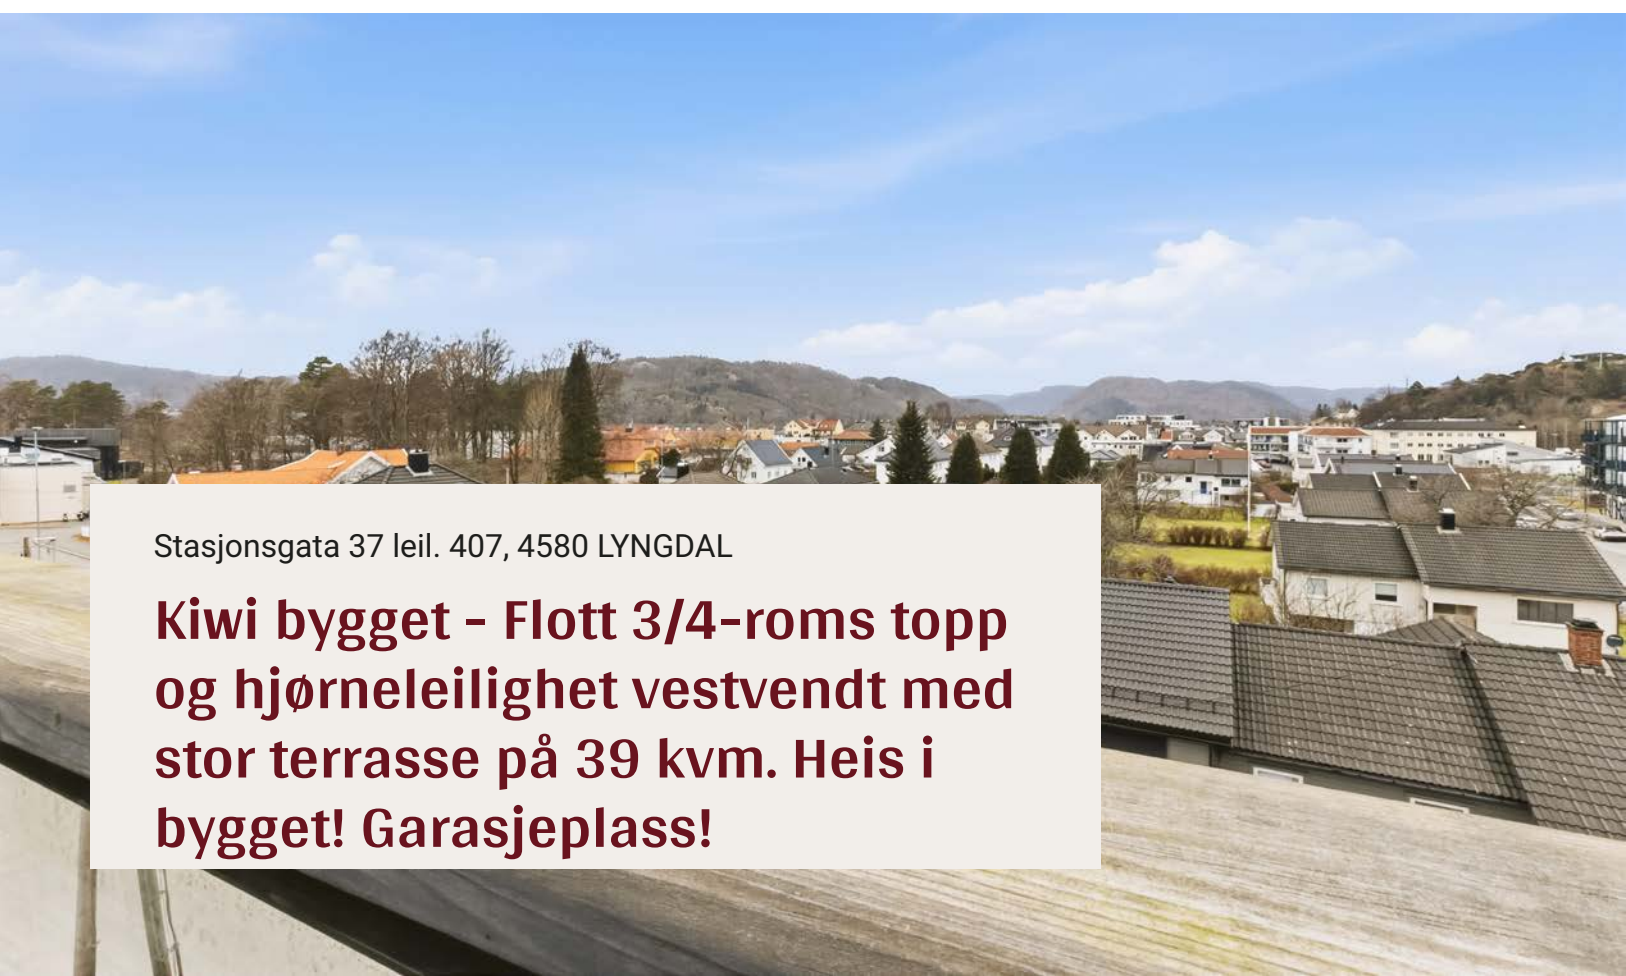 Stasjonsgata 37 leil. 407, 4580 LYNGDAL
Kiwi bygget - Flott 3/4-roms topp
og hjørneleilighet vestvendt med
stor terrasse på 39 kvm. Heis i
bygget! Garasjeplass!